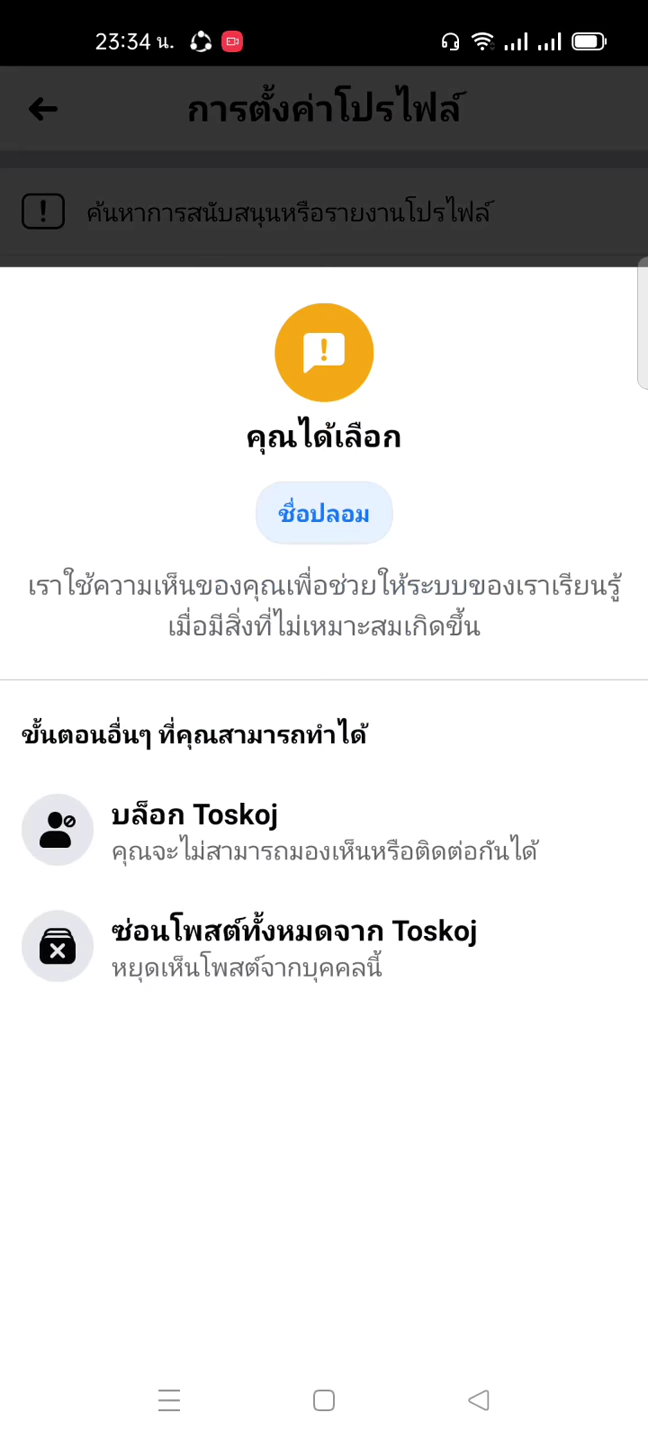 23:34 น.
การตั้งค่าโปรไฟล์
ค้นหาการสนับสนุนหรือรายงานโปรไฟล์
คุณได้เลือก
ชื่อปลอม
เราใช้ความเห็นของคุณเพื่อช่วยให้ระบบของเราเรียนรู้
เมื่อมีสิ่งที่ไม่เหมาะสมเกิดขึ้น
ขั้นตอนอื่นๆ ที่คุณสามารถทำได้
บล็อก Toskoj
คุณจะไม่สามารถมองเห็นหรือติดต่อกันได้
ซ่อนโพสต์ทั้งหมดจาก Toskoj
หยุดเห็นโพสต์จากบุคคลนี้